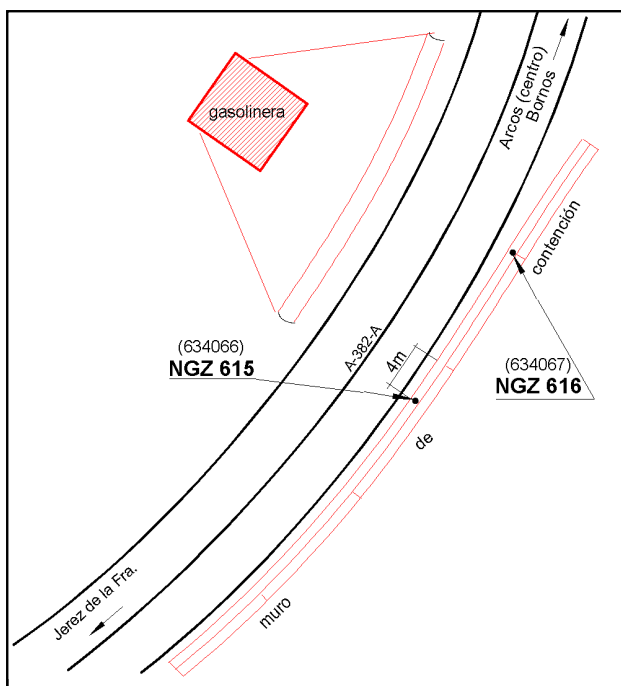 Arcos (centro)
Bornos
gasolinera
contención
(634066)
NGZ 615
A-382-A
4m
(634067)
NGZ 616
de
Jerez de la Fra.
muro